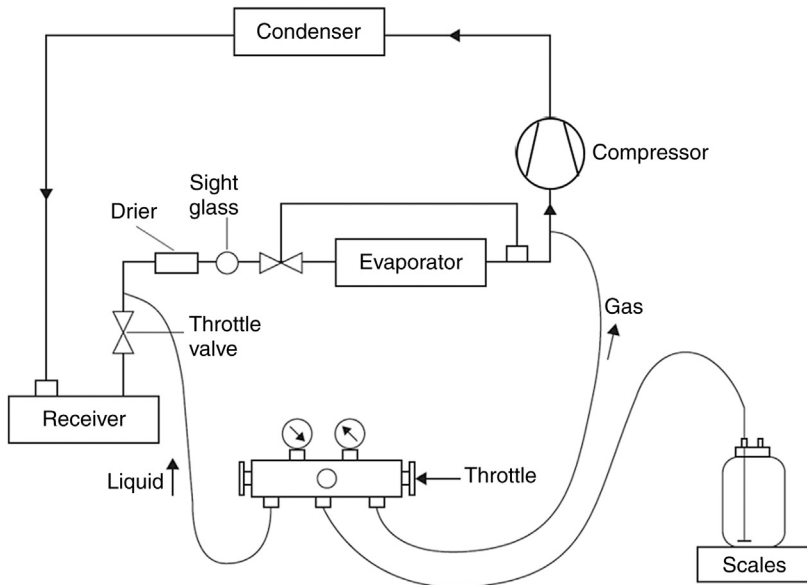 Condenser
Compressor
Sight
glass
Drier
Evaporator
Gas
Throttle
valve
Receiver
Liquid
Throttle
Scales